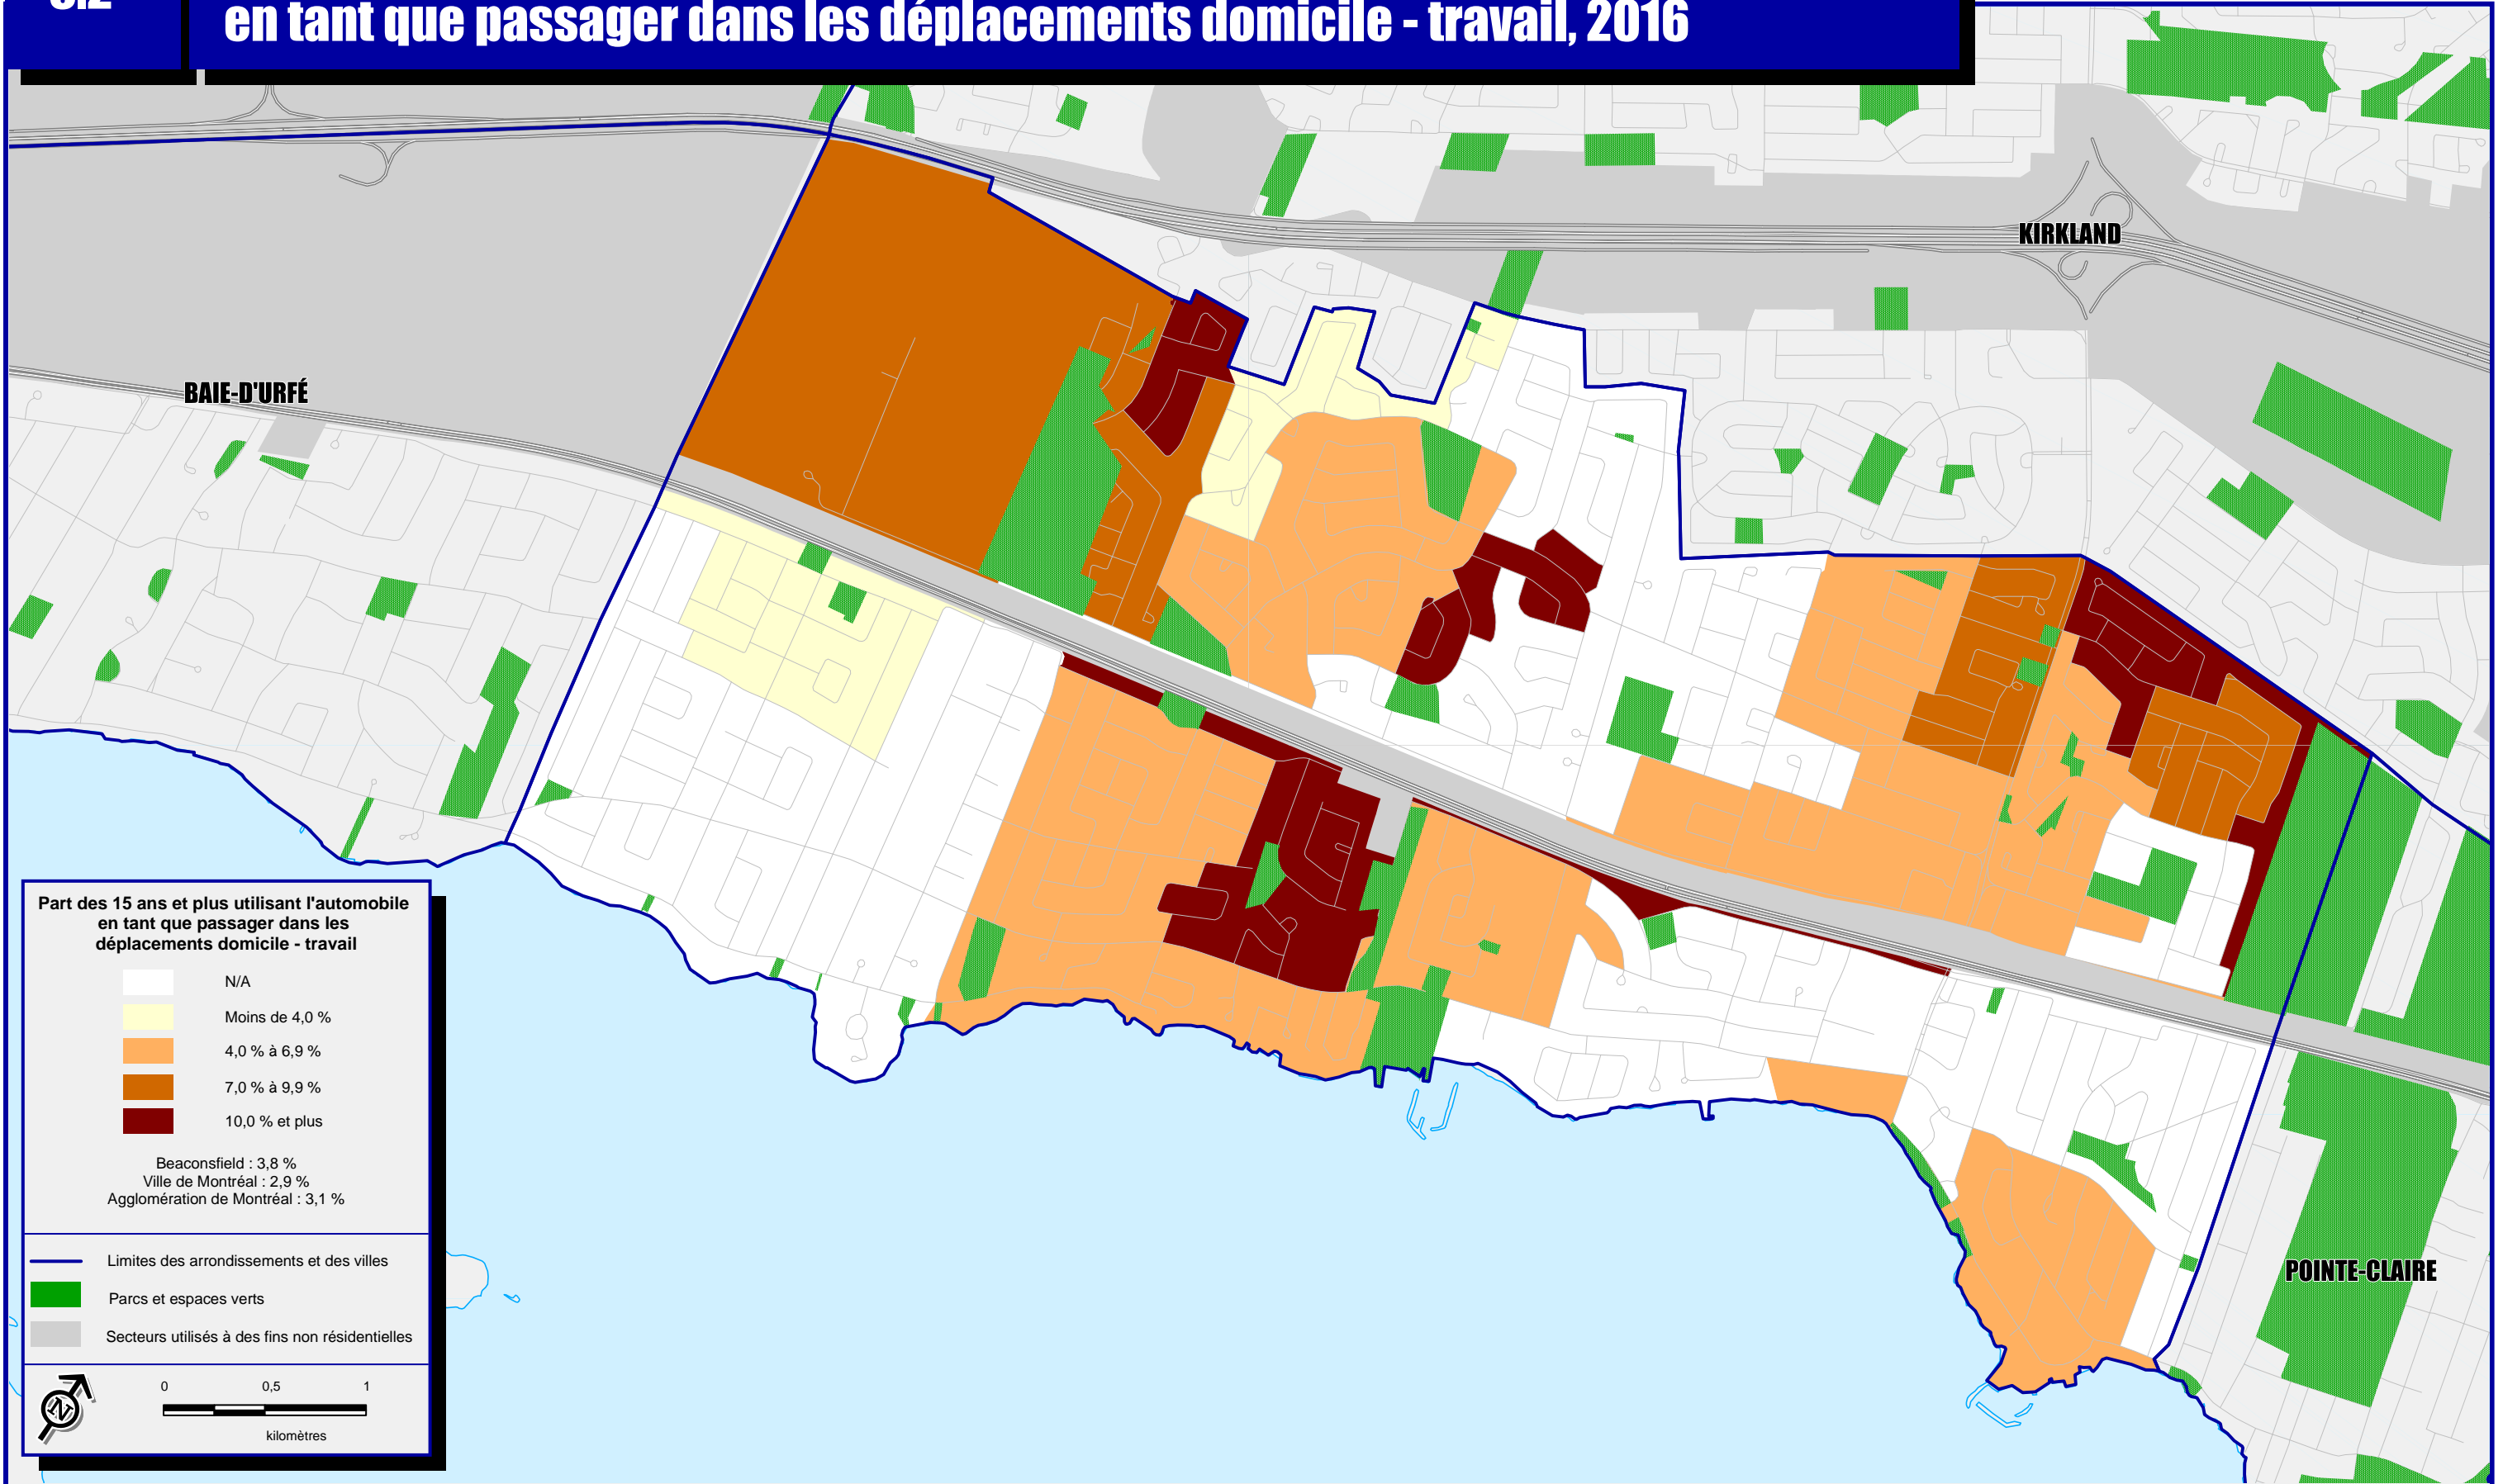 en tant que passager dans les déplacements domicile - travail, 2016
KIRKLAND
BAIE-D'URFÉ
Part des 15 ans et plus utilisant l'automobile
en tant que passager dans les
déplacements domicile - travail
N/A
Moins de 4,0 %
4,0 % à 6,9 %
7,0 % à 9,9 %
10,0 % et plus
Beaconsfield : 3,8 %
Ville de Montréal : 2,9 %
Agglomération de Montréal : 3,1 %
Limites des arrondissements et des villes
Parcs et espaces verts
Secteurs utilisés à des fins non résidentielles
N
0 0,5 1
kilomètres
POINTE-CLAIRE